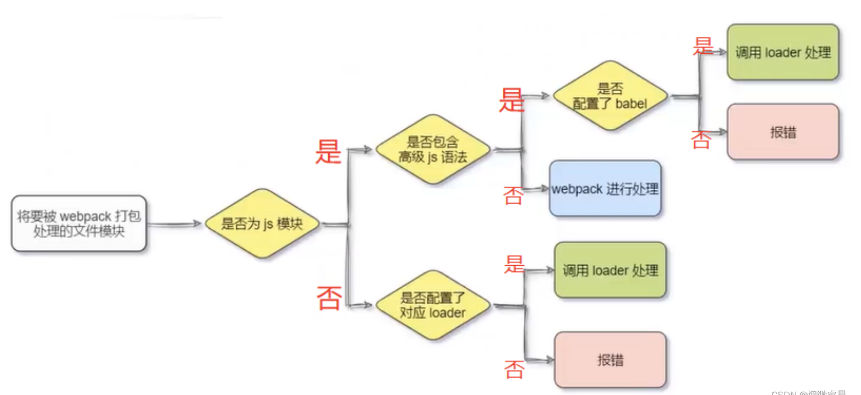 将要被 webpack 打包
处理的文件模块
是否为 js 模块
是
否
是否包含
高级 js 语法
是
否
是否
配置了 babel
是
否
调用 loader 处理
报错
webpack 进行处理
是否配置了
对应 loader
是
否
调用 loader 处理
报错
CSDN